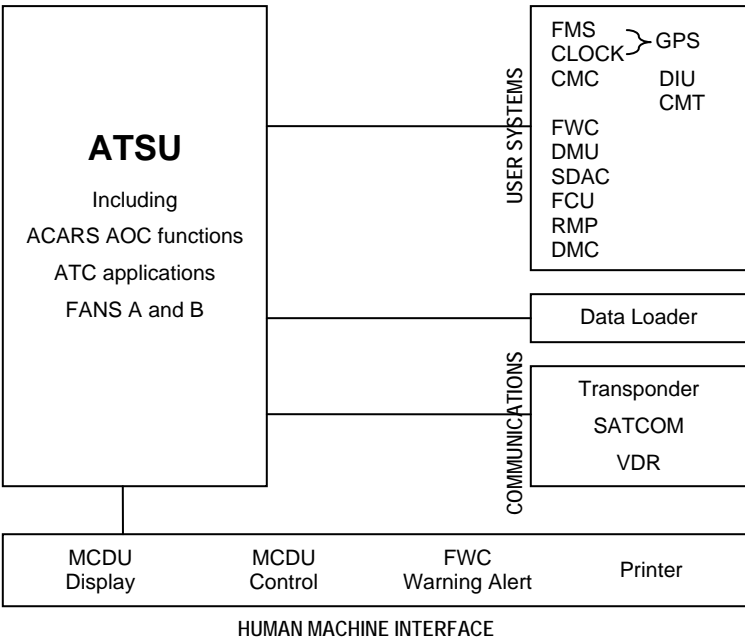 ATSU
Including
ACARS AOC functions
ATC applications
FANS A and B
USER SYSTEMS
FMS
CLOCK
GPS
CMC
DIU
CMT
FWC
DMU
SDAC
FCU
RMP
DMC
Data Loader
COMMUNICATIONS
Transponder
SATCOM
VDR
MCDU
Display
MCDU
Control
FWC
Warning Alert
Printer
HUMAN MACHINE INTERFACE